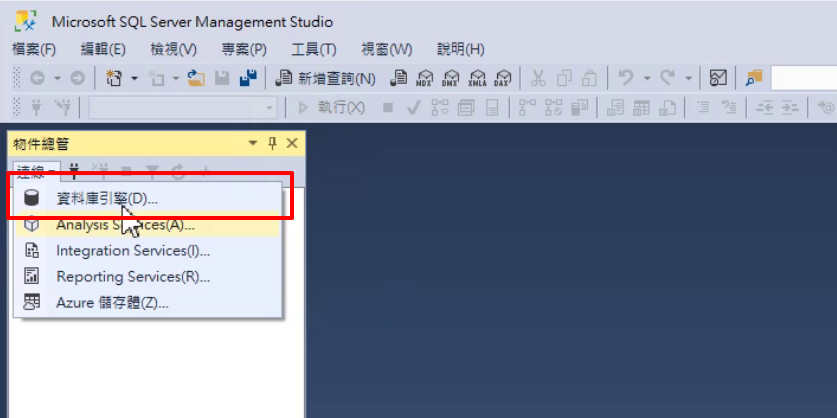 Microsoft SQL Server Management Studio
檔案(F) 編輯(E) 檢視(V) 專案(P) 工具(T) 視窗(W) 說明(H)
新增查詢(N) MDX DMX XMLA DAX
執行(X)
物件總管
連線
資料庫引擎(D)...
Analysis Services(A)...
Integration Services(I)...
Reporting Services(R)...
Azure 儲存體(Z)...